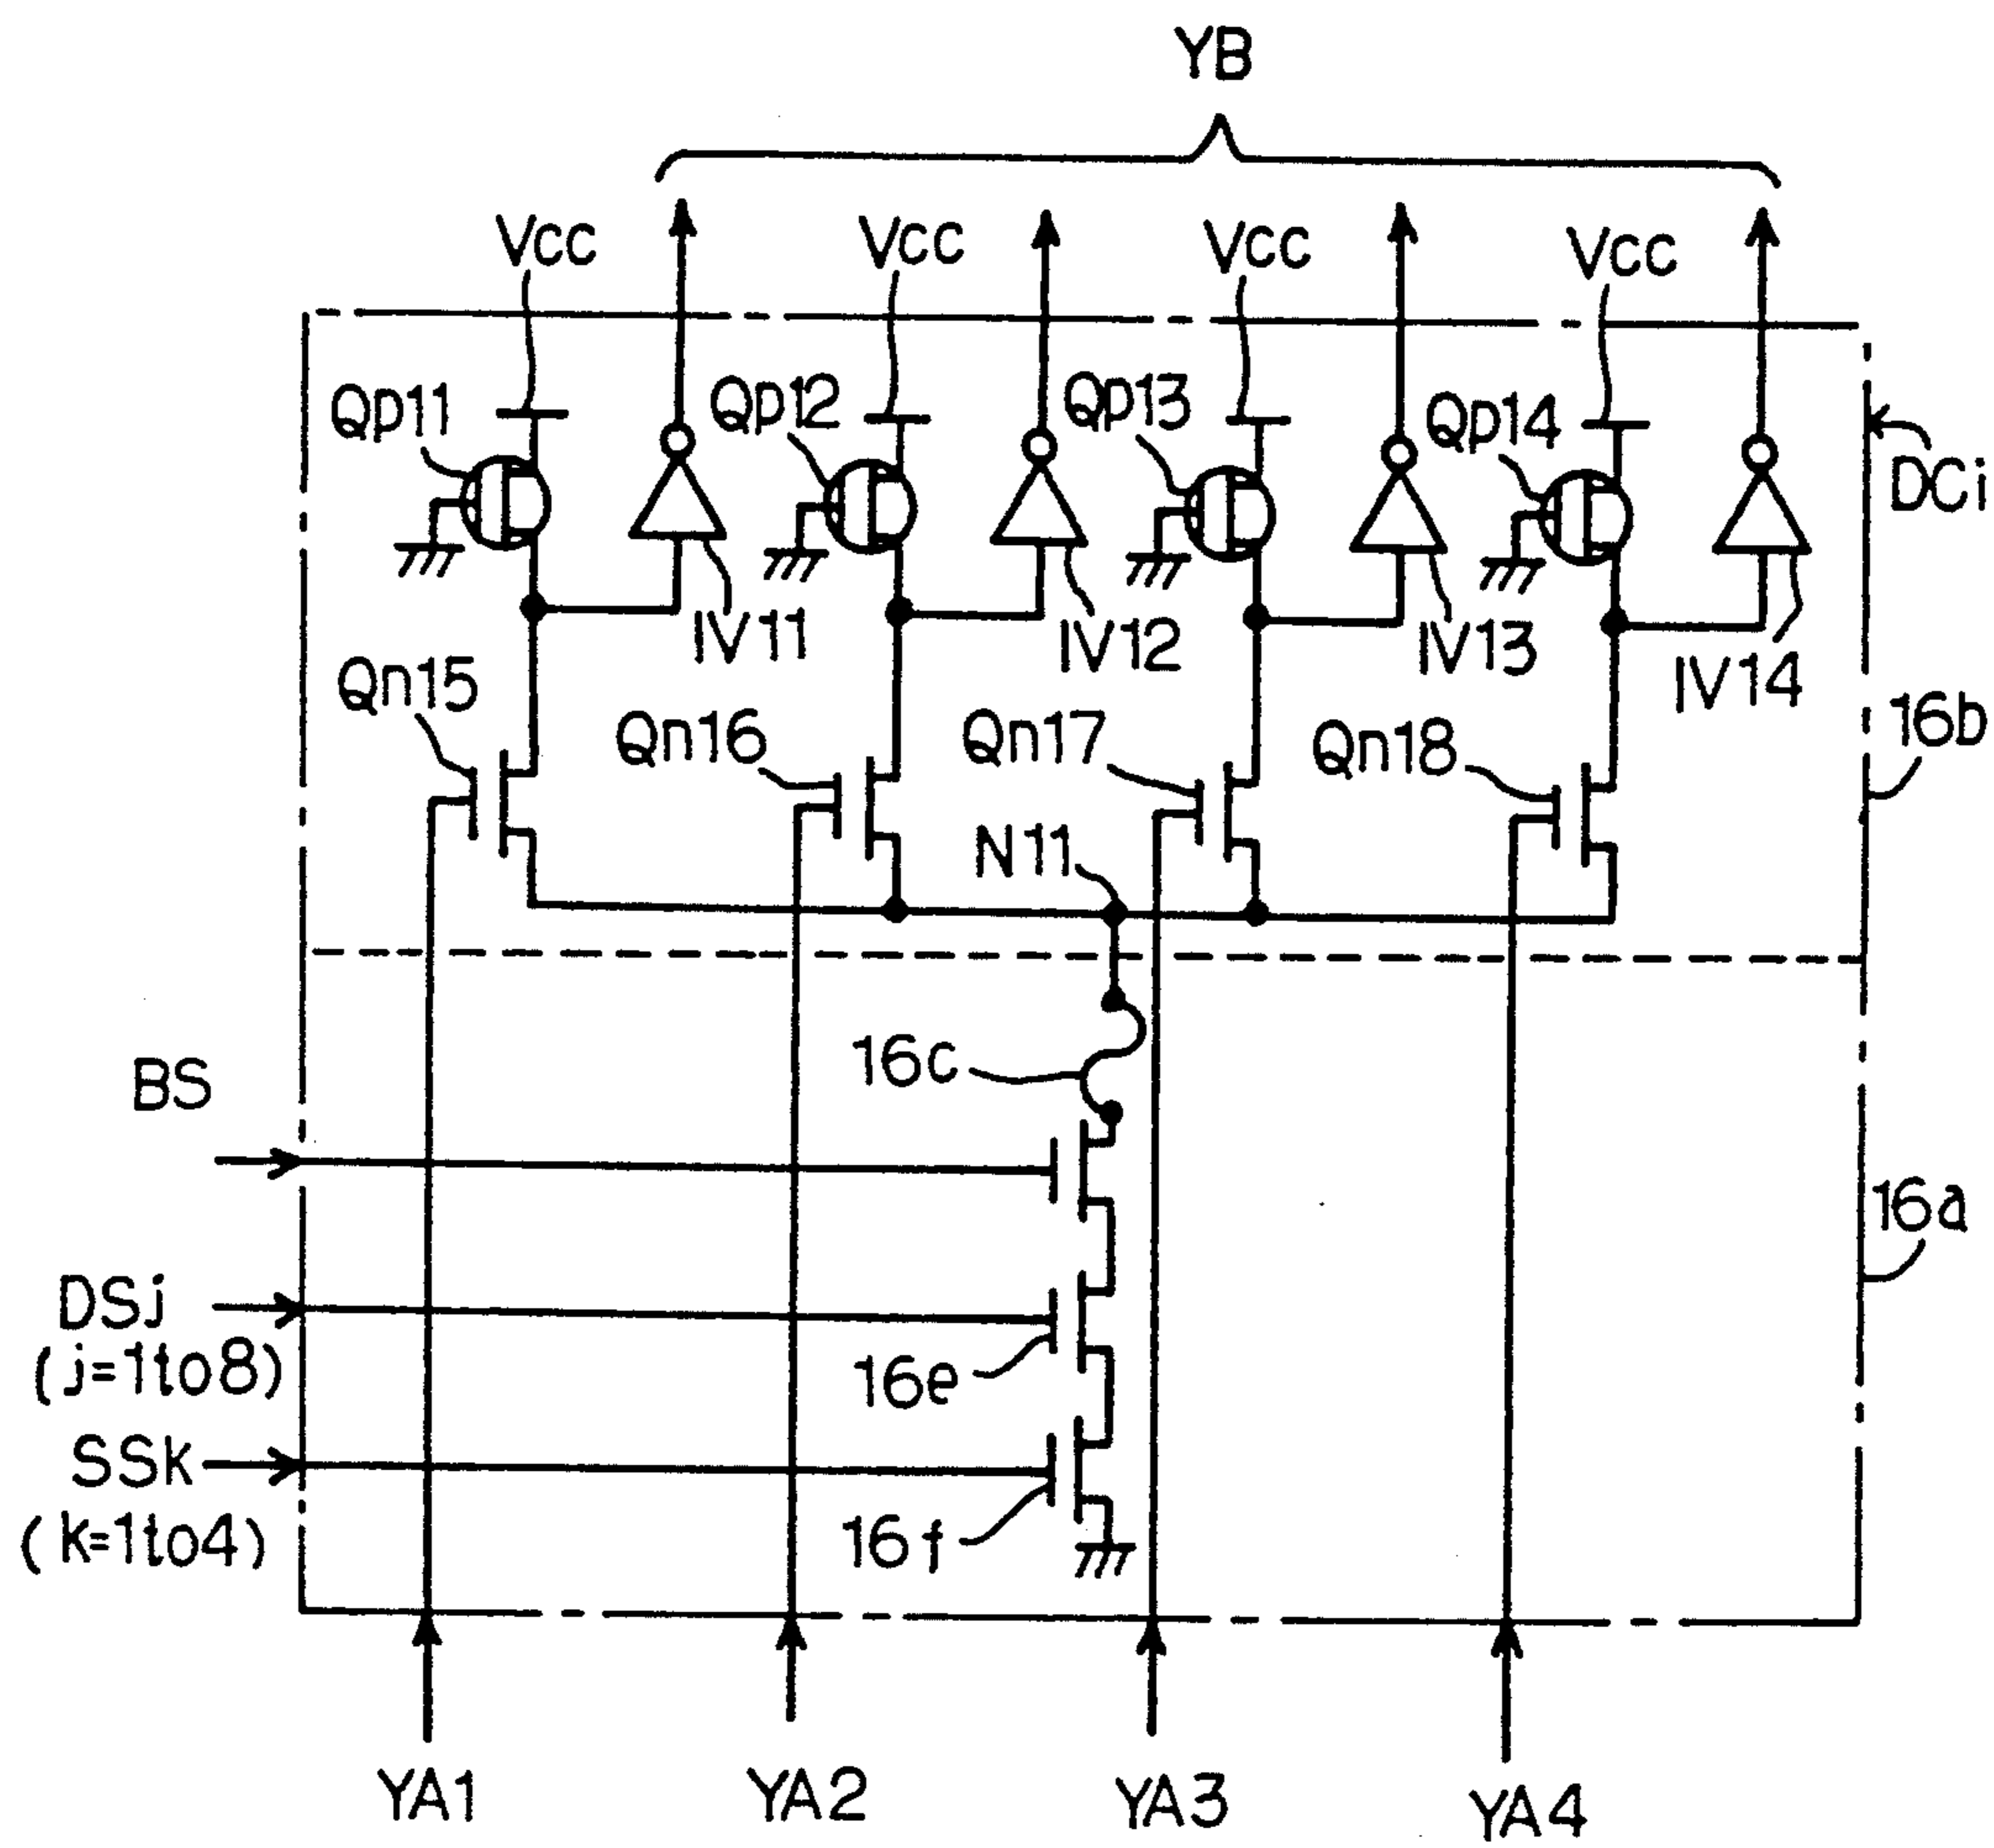 YB
Vcc
Vcc
Vcc
Vcc
Qp11
Qp12
Qp13
Qp14
DCi
IV11
IV12
IV13
IV14
Qn15
Qn16
Qn17
Qn18
16b
N11
16c
BS
16a
DSj
(j=1to8)
16e
SSk
(k=1to4)
16f
YA1
YA2
YA3
YA4